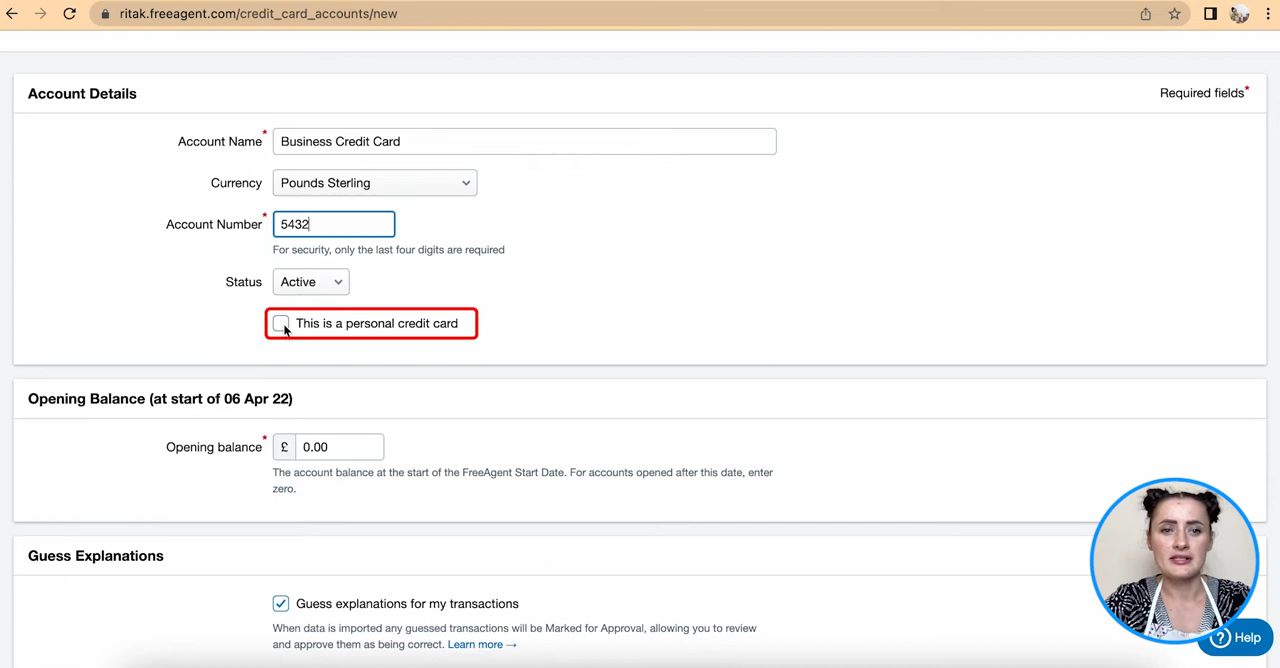 ritak.freeagent.com/credit_card_accounts/new
Account Details
Required fields*
Account Name*
Business Credit Card
Currency
Pounds Sterling
Account Number*
5432
For security, only the last four digits are required
Status
Active
This is a personal credit card
Opening Balance (at start of 06 Apr 22)
Opening balance*
£ 0.00
The account balance at the start of the FreeAgent Start Date. For accounts opened after this date, enter
zero.
Guess Explanations
Guess explanations for my transactions
When data is imported any guessed transactions will be Marked for Approval, allowing you to review
and approve them as being correct. Learn more →
? Help